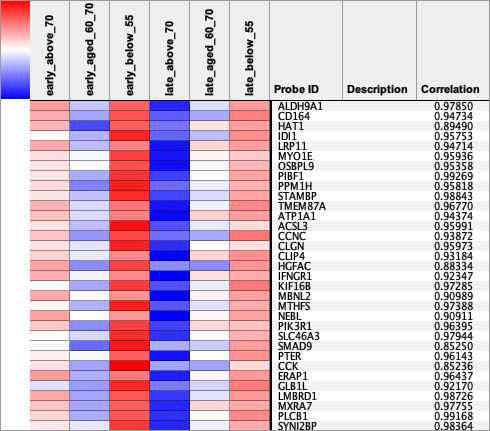 early_above_70
early_aged_60_70
early_below_55
late_above_70
late_aged_60_70
late_below_55
Probe ID Description Correlation
ALDH9A1 0.97850
CD164 0.94734
HAT1 0.89490
IDI1 0.95753
LRP11 0.94714
MYO1E 0.95936
OSBPL9 0.95358
PIBF1 0.99269
PPM1H 0.95818
STAMBP 0.98843
TMEM87A 0.96770
ATP1A1 0.94374
ACSL3 0.95991
CCNC 0.93872
CLGN 0.95973
CLIP4 0.93184
HGFAC 0.88334
IFNGR1 0.92347
KIF16B 0.97285
MBNL2 0.90989
MTHFS 0.97388
NEBL 0.90911
PIK3R1 0.96395
SLC46A3 0.97944
SMAD9 0.85250
PTER 0.96143
CCK 0.85236
ERAP1 0.96437
GLB1L 0.92170
LMBRD1 0.98726
MXRA7 0.97755
PLCB1 0.99168
SYNI2BP 0.98364